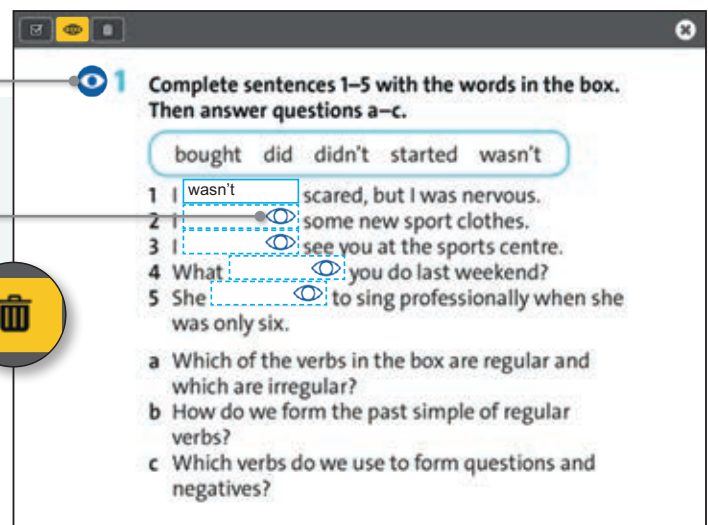 1 Complete sentences 1–5 with the words in the box.
Then answer questions a–c.
bought did didn't started wasn't
1 I wasn't scared, but I was nervous.
2 I some new sport clothes.
3 I see you at the sports centre.
4 What you do last weekend?
5 She to sing professionally when she
was only six.
a Which of the verbs in the box are regular and
which are irregular?
b How do we form the past simple of regular
verbs?
c Which verbs do we use to form questions and
negatives?